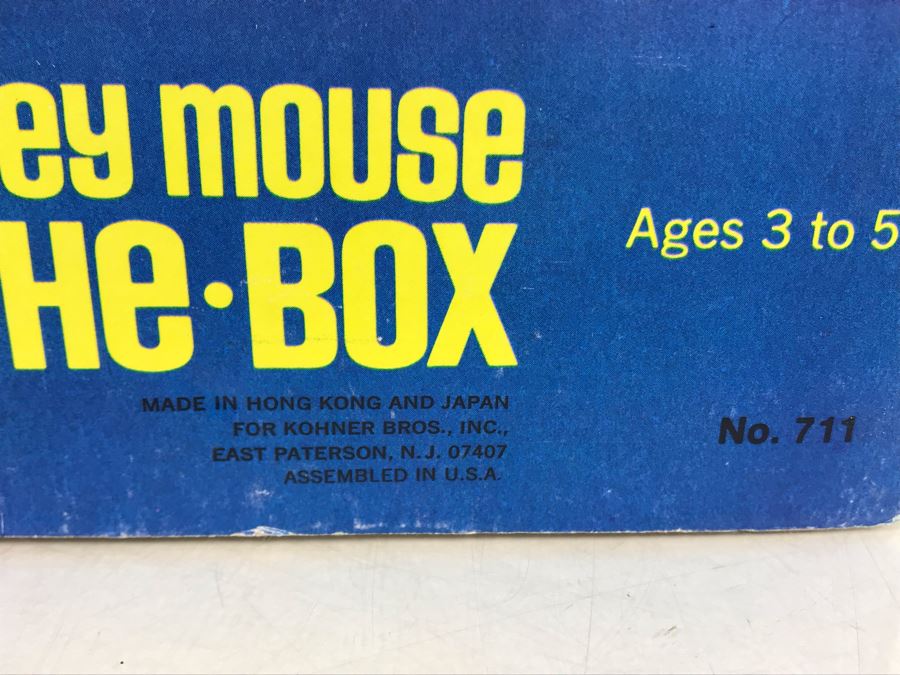 ey mouse
He·BOX
Ages 3 to 5
MADE IN HONG KONG AND JAPAN
FOR KOHNER BROS., INC.,
EAST PATERSON, N.J. 07407
ASSEMBLED IN U.S.A.
No. 711